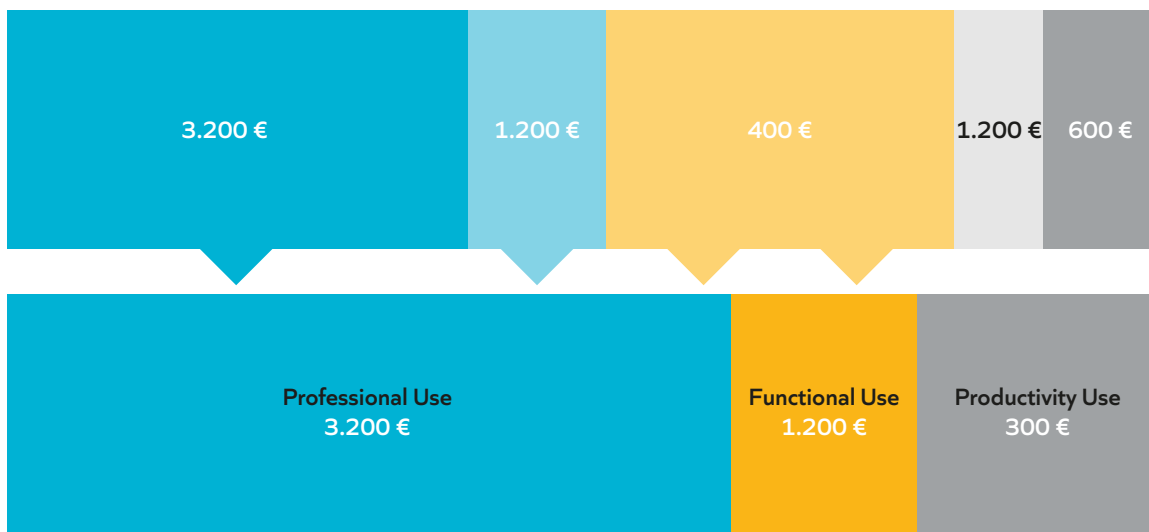 3.200 €
1.200 €
400 €
1.200 €
600 €
Professional Use
3.200 €
Functional Use
1.200 €
Productivity Use
300 €